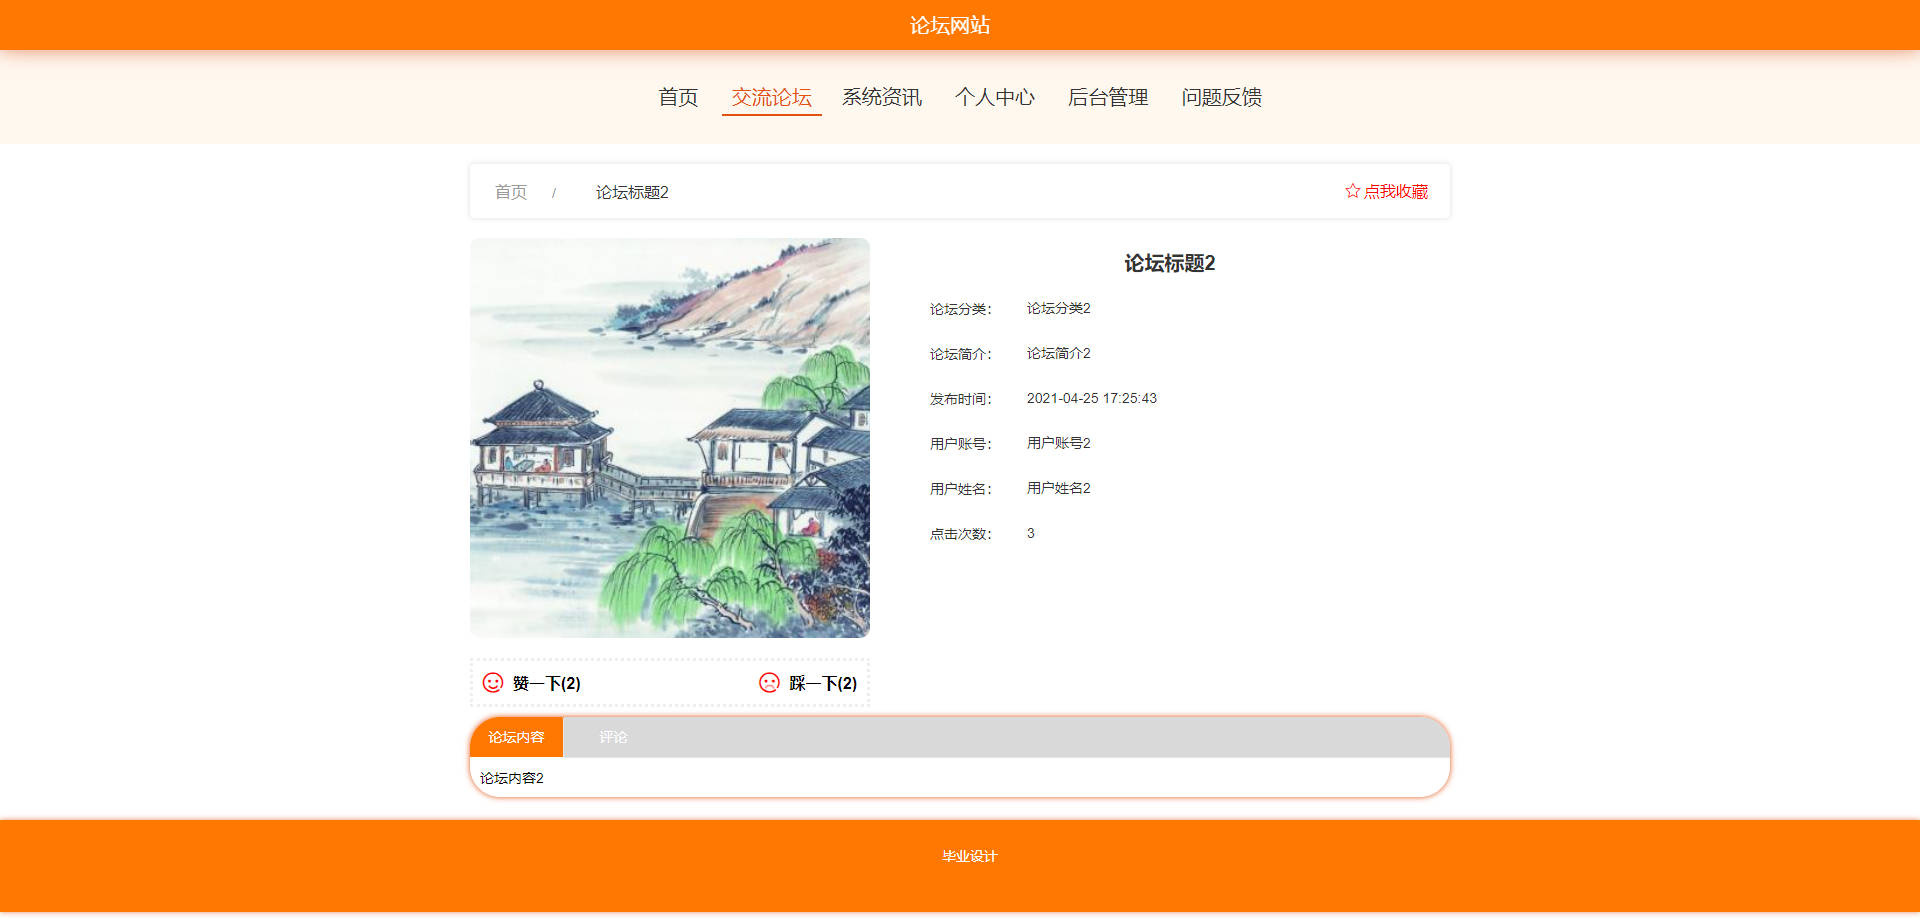 论坛网站
首页 交流论坛 系统资讯 个人中心 后台管理 问题反馈
首页 / 论坛标题2 点我收藏
论坛标题2
论坛分类： 论坛分类2
论坛简介： 论坛简介2
发布时间： 2021-04-25 17:25:43
用户账号： 用户账号2
用户姓名： 用户姓名2
点击次数： 3
赞一下(2) 踩一下(2)
论坛内容 评论
论坛内容2
毕业设计